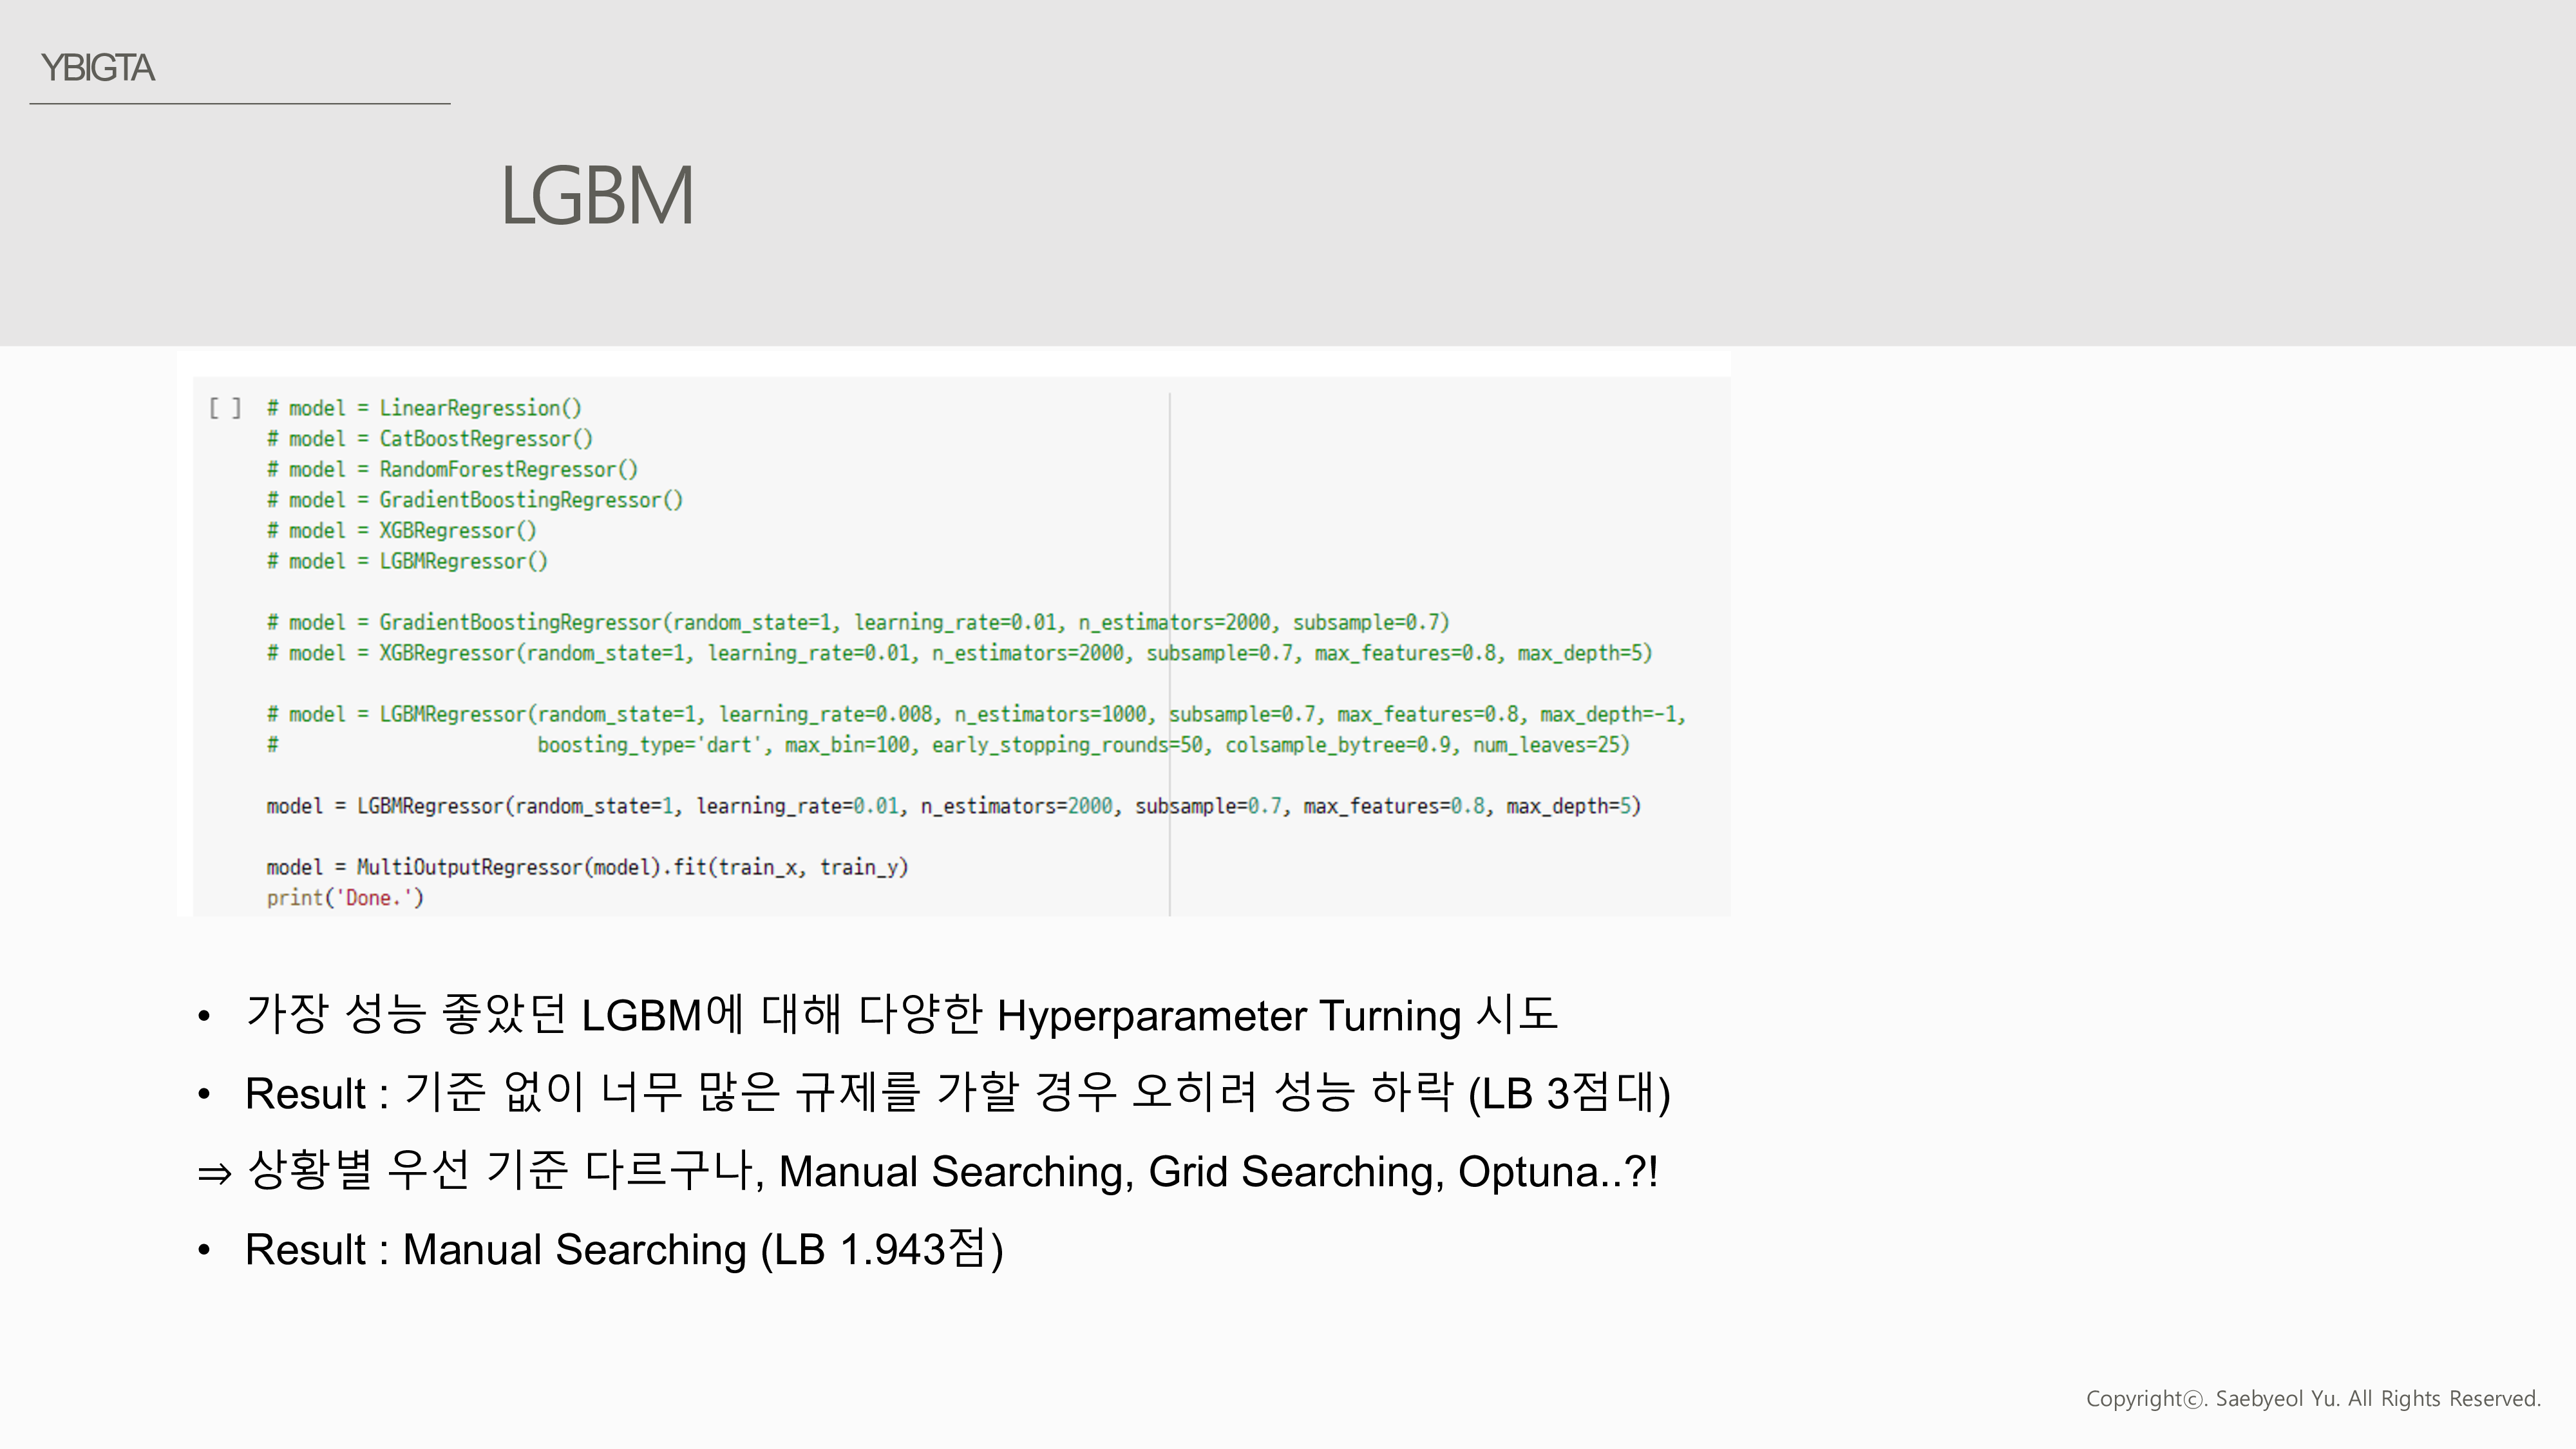 YBIGTA
LGBM
[ ] # model = LinearRegression()
# model = CatBoostRegressor()
# model = RandomForestRegressor()
# model = GradientBoostingRegressor()
# model = XGBRegressor()
# model = LGBMRegressor()
# model = GradientBoostingRegressor(random_state=1, learning_rate=0.01, n_estimators=2000, subsample=0.7)
# model = XGBRegressor(random_state=1, learning_rate=0.01, n_estimators=2000, subsample=0.7, max_features=0.8, max_depth=5)
# model = LGBMRegressor(random_state=1, learning_rate=0.008, n_estimators=1000, subsample=0.7, max_features=0.8, max_depth=-1,
# boosting_type='dart', max_bin=100, early_stopping_rounds=50, colsample_bytree=0.9, num_leaves=25)
model = LGBMRegressor(random_state=1, learning_rate=0.01, n_estimators=2000, subsample=0.7, max_features=0.8, max_depth=5)
model = MultiOutputRegressor(model).fit(train_x, train_y)
print('Done.')
• 가장 성능 좋았던 LGBM에 대해 다양한 Hyperparameter Turning 시도
• Result : 기준 없이 너무 많은 규제를 가할 경우 오히려 성능 하락 (LB 3점대)
⇒ 상황별 우선 기준 다르구나, Manual Searching, Grid Searching, Optuna..?!
• Result : Manual Searching (LB 1.943점)
Copyrightⓒ. Saebyeol Yu. All Rights Reserved.